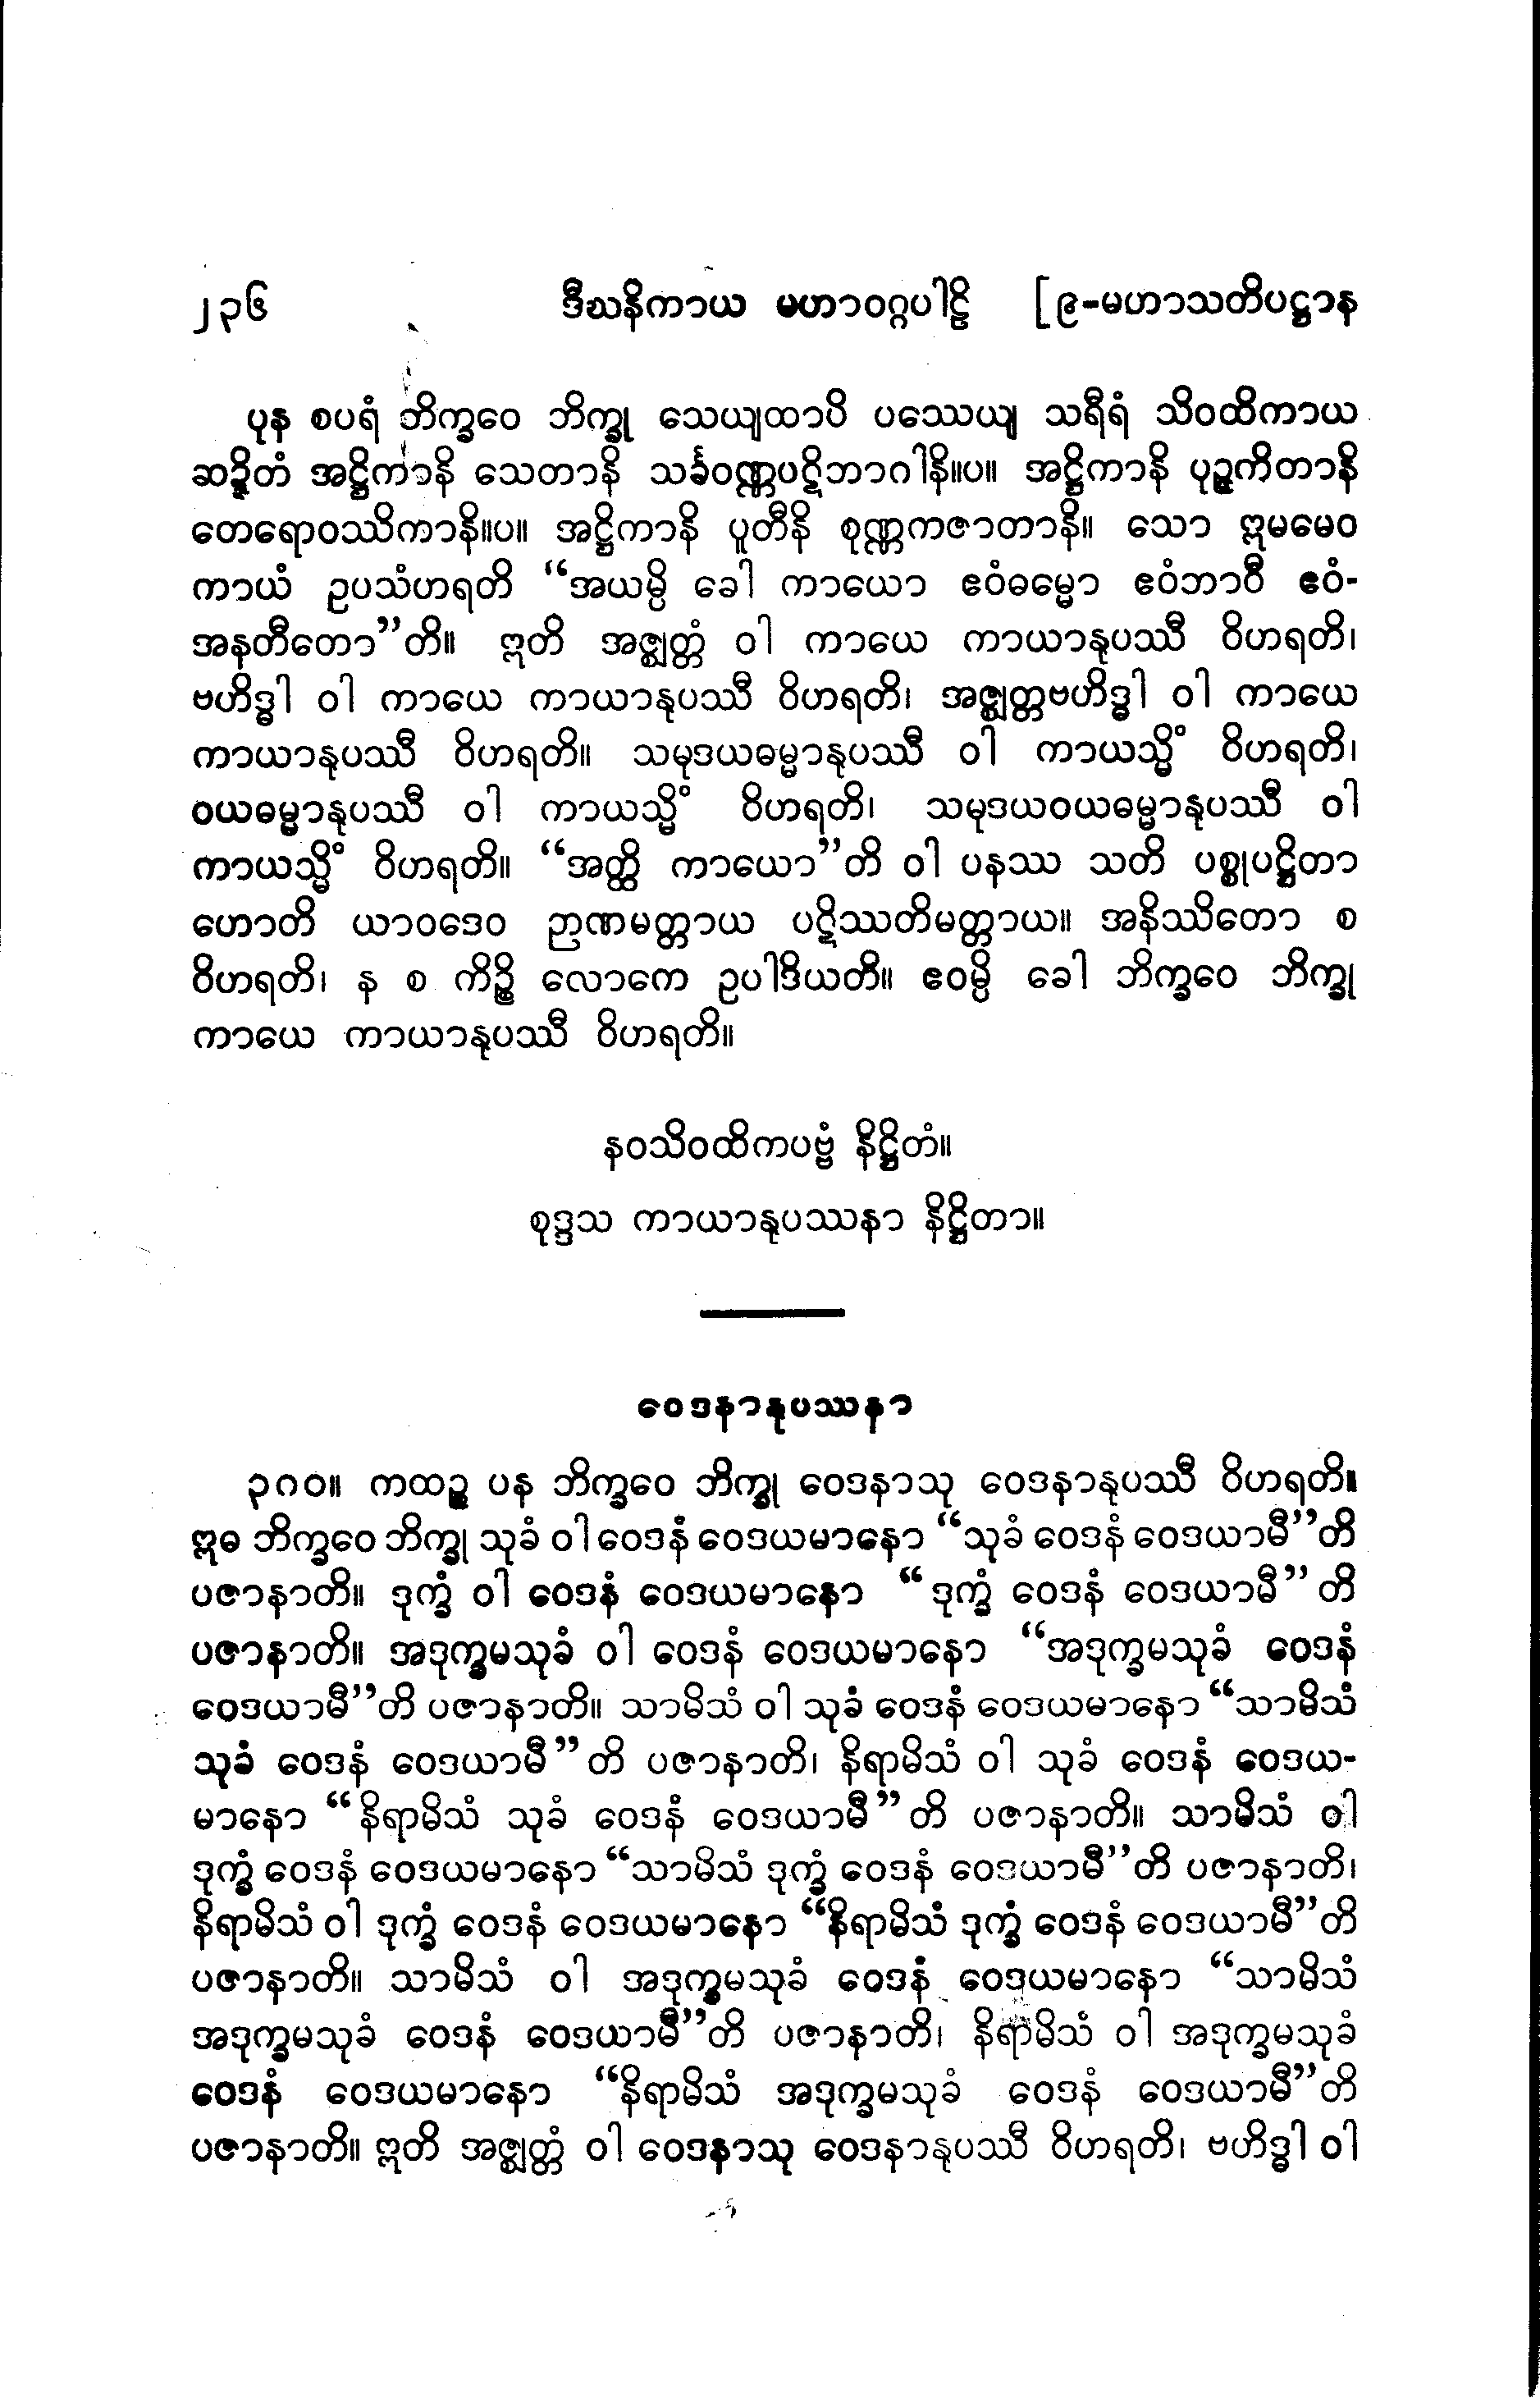 ၂၃၆ ဒီဃနိကာယ မဟာဝဂ္ဂပါဠိ [၉-မဟာသတိပဋ္ဌာန
ပုန စပရံ ဘိက္ခဝေ ဘိက္ခု သေယျထာပိ ပဿေယျ သရီရံ သိဝထိကာယ
ဆဍ္ဍိတံ အဋ္ဌိကာနိ သေတာနိ သင်္ခဝဏ္ဏပဋိဘာဂါနိ။ပ။ အဋ္ဌိကာနိ ပုဉ္ဇကိတာနိ
တေရောဝဿိကာနိ။ပ။ အဋ္ဌိကာနိ ပူတီနိ စုဏ္ဏကဇာတာနိ။ သော ဣမမေဝ
ကာယံ ဥပသံဟရတိ “အယမ္ပိ ခေါ ကာယော ဧဝံဓမ္မော ဧဝံဘာဝီ ဧဝံ-
အနတီတော”တိ။ ဣတိ အဇ္ဈတ္တံ ဝါ ကာယေ ကာယာနုပဿီ ဝိဟရတိ၊
ဗဟိဒ္ဓါ ဝါ ကာယေ ကာယာနုပဿီ ဝိဟရတိ၊ အဇ္ဈတ္တဗဟိဒ္ဓါ ဝါ ကာယေ
ကာယာနုပဿီ ဝိဟရတိ။ သမုဒယဓမ္မာနုပဿီ ဝါ ကာယသ္မိံ ဝိဟရတိ၊
ဝယဓမ္မာနုပဿီ ဝါ ကာယသ္မိံ ဝိဟရတိ၊ သမုဒယဝယဓမ္မာနုပဿီ ဝါ
ကာယသ္မိံ ဝိဟရတိ။ “အတ္ထိ ကာယော”တိ ဝါ ပနဿ သတိ ပစ္စုပဋ္ဌိတာ
ဟောတိ ယာဝဒေဝ ဉာဏမတ္တာယ ပဋိဿတိမတ္တာယ။ အနိဿိတော စ
ဝိဟရတိ၊ န စ ကိဉ္စိ လောကေ ဥပါဒိယတိ။ ဧဝမ္ပိ ခေါ ဘိက္ခဝေ ဘိက္ခု
ကာယေ ကာယာနုပဿီ ဝိဟရတိ။
နဝသိဝထိကပဗ္ဗံ နိဋ္ဌိတံ။
စုဒ္ဒသ ကာယာနုပဿနာ နိဋ္ဌိတာ။
ဝေဒနာနုပဿနာ
၃၈၀။ ကထဉ္စ ပန ဘိက္ခဝေ ဘိက္ခု ဝေဒနာသု ဝေဒနာနုပဿီ ဝိဟရတိ။
ဣဓ ဘိက္ခဝေ ဘိက္ခု သုခံ ဝါ ဝေဒနံ ဝေဒယမာနော “သုခံ ဝေဒနံ ဝေဒယာမီ”တိ
ပဇာနာတိ။ ဒုက္ခံ ဝါ ဝေဒနံ ဝေဒယမာနော “ဒုက္ခံ ဝေဒနံ ဝေဒယာမီ”တိ
ပဇာနာတိ။ အဒုက္ခမသုခံ ဝါ ဝေဒနံ ဝေဒယမာနော “အဒုက္ခမသုခံ ဝေဒနံ
ဝေဒယာမီ”တိ ပဇာနာတိ။ သာမိသံ ဝါ သုခံ ဝေဒနံ ဝေဒယမာနော “သာမိသံ
သုခံ ဝေဒနံ ဝေဒယာမီ”တိ ပဇာနာတိ၊ နိရာမိသံ ဝါ သုခံ ဝေဒနံ ဝေဒယ-
မာနော “နိရာမိသံ သုခံ ဝေဒနံ ဝေဒယာမီ”တိ ပဇာနာတိ။ သာမိသံ ဝါ
ဒုက္ခံ ဝေဒနံ ဝေဒယမာနော “သာမိသံ ဒုက္ခံ ဝေဒနံ ဝေဒယာမီ”တိ ပဇာနာတိ၊
နိရာမိသံ ဝါ ဒုက္ခံ ဝေဒနံ ဝေဒယမာနော “နိရာမိသံ ဒုက္ခံ ဝေဒနံ ဝေဒယာမီ”တိ
ပဇာနာတိ။ သာမိသံ ဝါ အဒုက္ခမသုခံ ဝေဒနံ ဝေဒယမာနော “သာမိသံ
အဒုက္ခမသုခံ ဝေဒနံ ဝေဒယာမီ”တိ ပဇာနာတိ၊ နိရာမိသံ ဝါ အဒုက္ခမသုခံ
ဝေဒနံ ဝေဒယမာနော “နိရာမိသံ အဒုက္ခမသုခံ ဝေဒနံ ဝေဒယာမီ”တိ
ပဇာနာတိ။ ဣတိ အဇ္ဈတ္တံ ဝါ ဝေဒနာသု ဝေဒနာနုပဿီ ဝိဟရတိ၊ ဗဟိဒ္ဓါ ဝါ